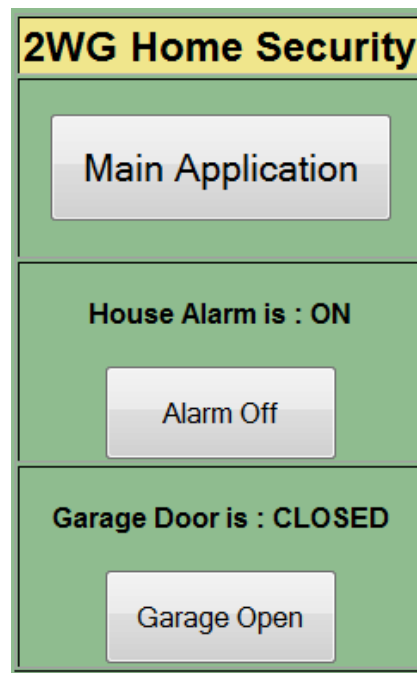 2WG Home Security
Main Application
House Alarm is : ON
Alarm Off
Garage Door is : CLOSED
Garage Open